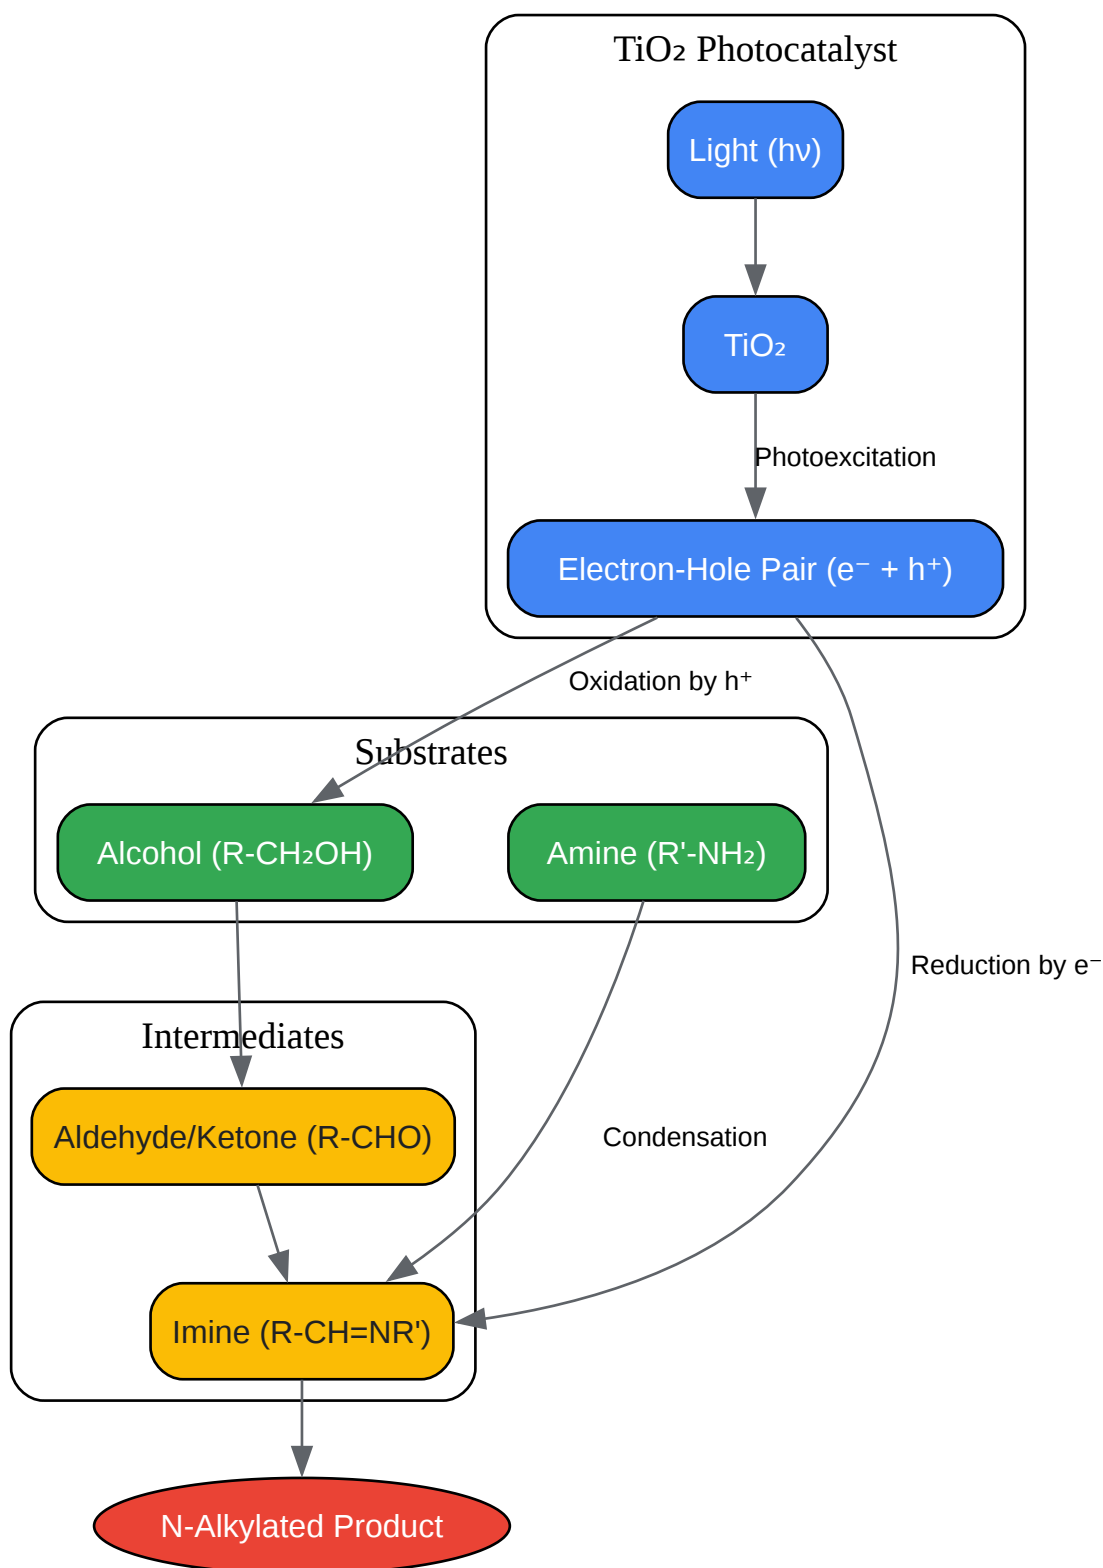 TiO₂ Photocatalyst
Light (hν)
TiO₂
Photoexcitation
Electron-Hole Pair (e⁻ + h⁺)
Oxidation by h⁺
Substrates
Alcohol (R-CH₂OH)
Amine (R'-NH₂)
Reduction by e⁻
Intermediates
Aldehyde/Ketone (R-CHO)
Condensation
Imine (R-CH=NR')
N-Alkylated Product